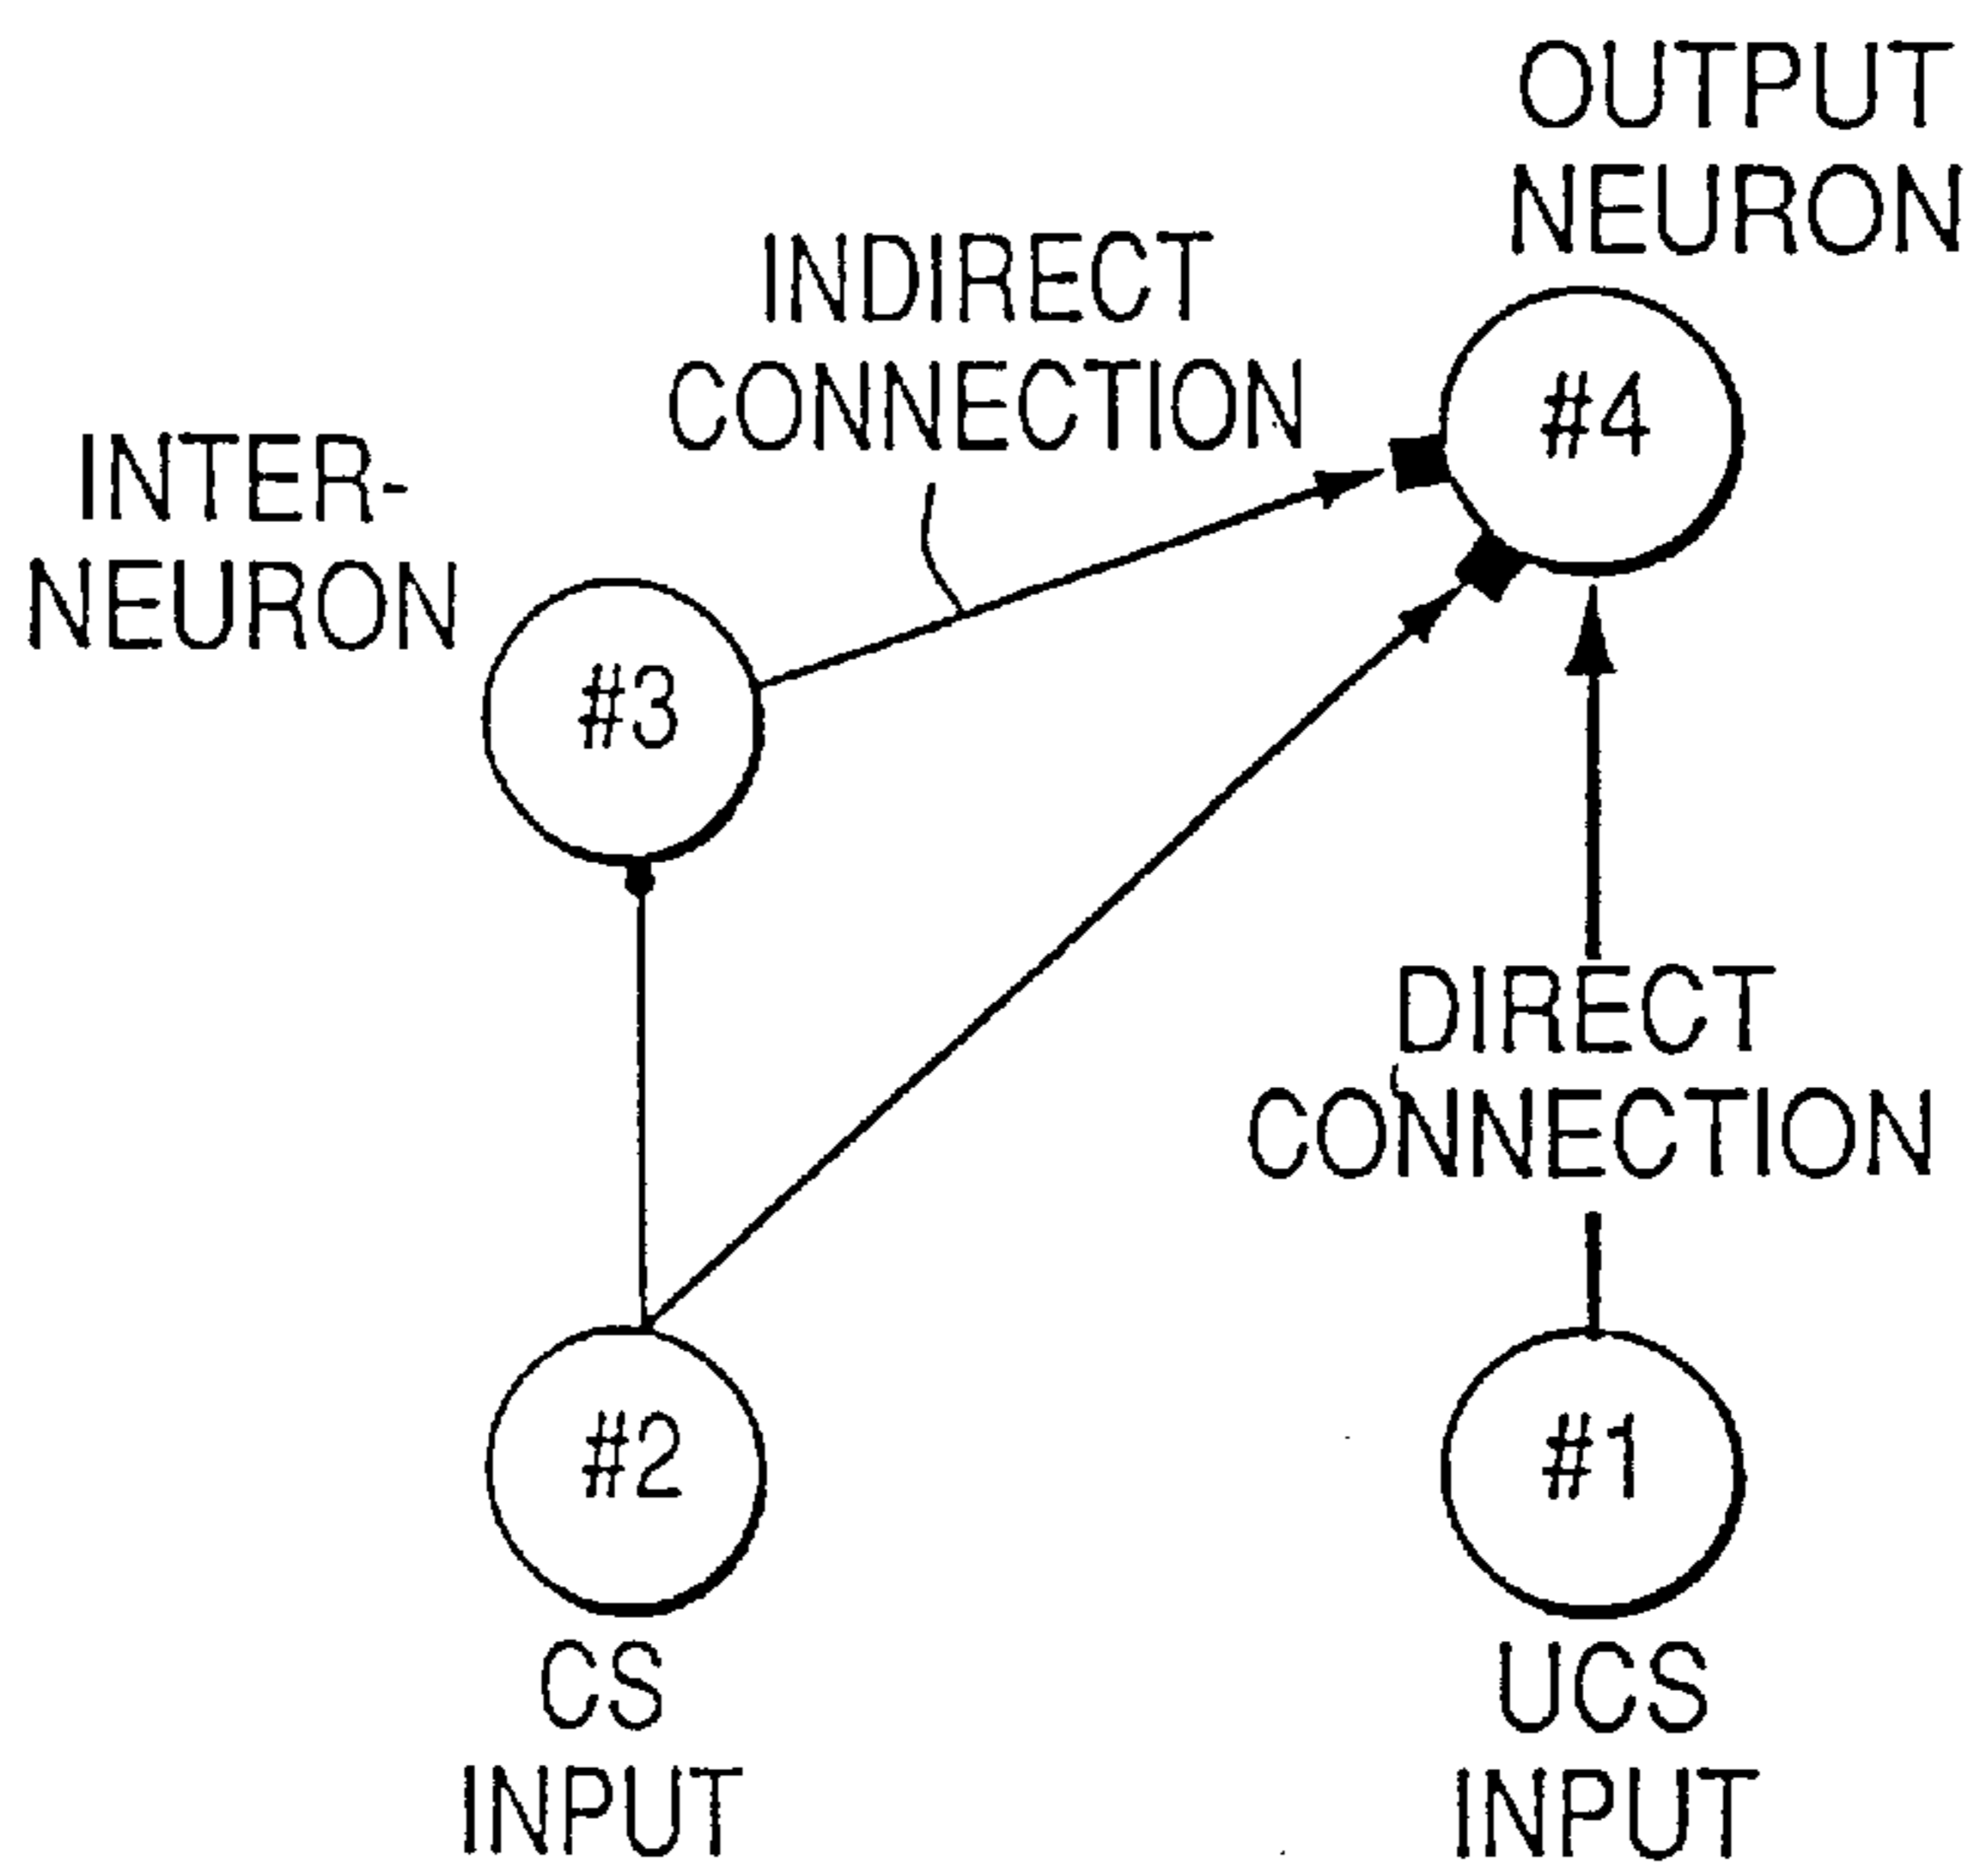 OUTPUT
NEURON
INDIRECT
CONNECTION
#4
INTER-
NEURON
#3
DIRECT
CONNECTION
#2
#1
CS
INPUT
UCS
INPUT